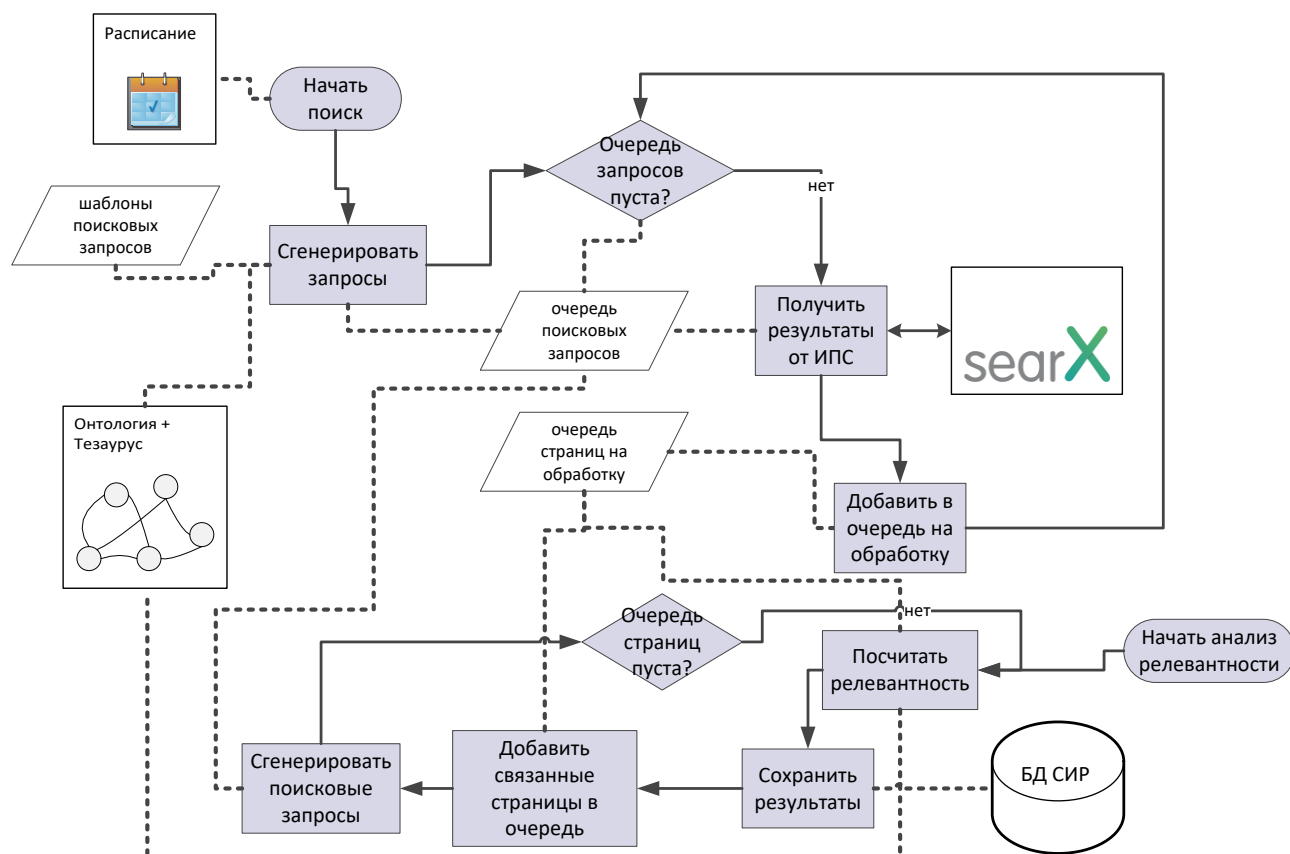 Расписание
Начать
поиск
Очередь
запросов
пуста?
нет
шаблоны
поисковых
запросов
Сгенерировать
запросы
очередь
поисковых
запросов
Получить
результаты
от ИПС
searX
Онтология +
Тезаурус
очередь
страниц на
обработку
Добавить в
очередь на
обработку
Очередь
страниц
пуста?
нет
Посчитать
релевантность
Начать анализ
релевантности
Сгенерировать
поисковые
запросы
Добавить
связанные
страницы в
очередь
Сохранить
результаты
БД СИР